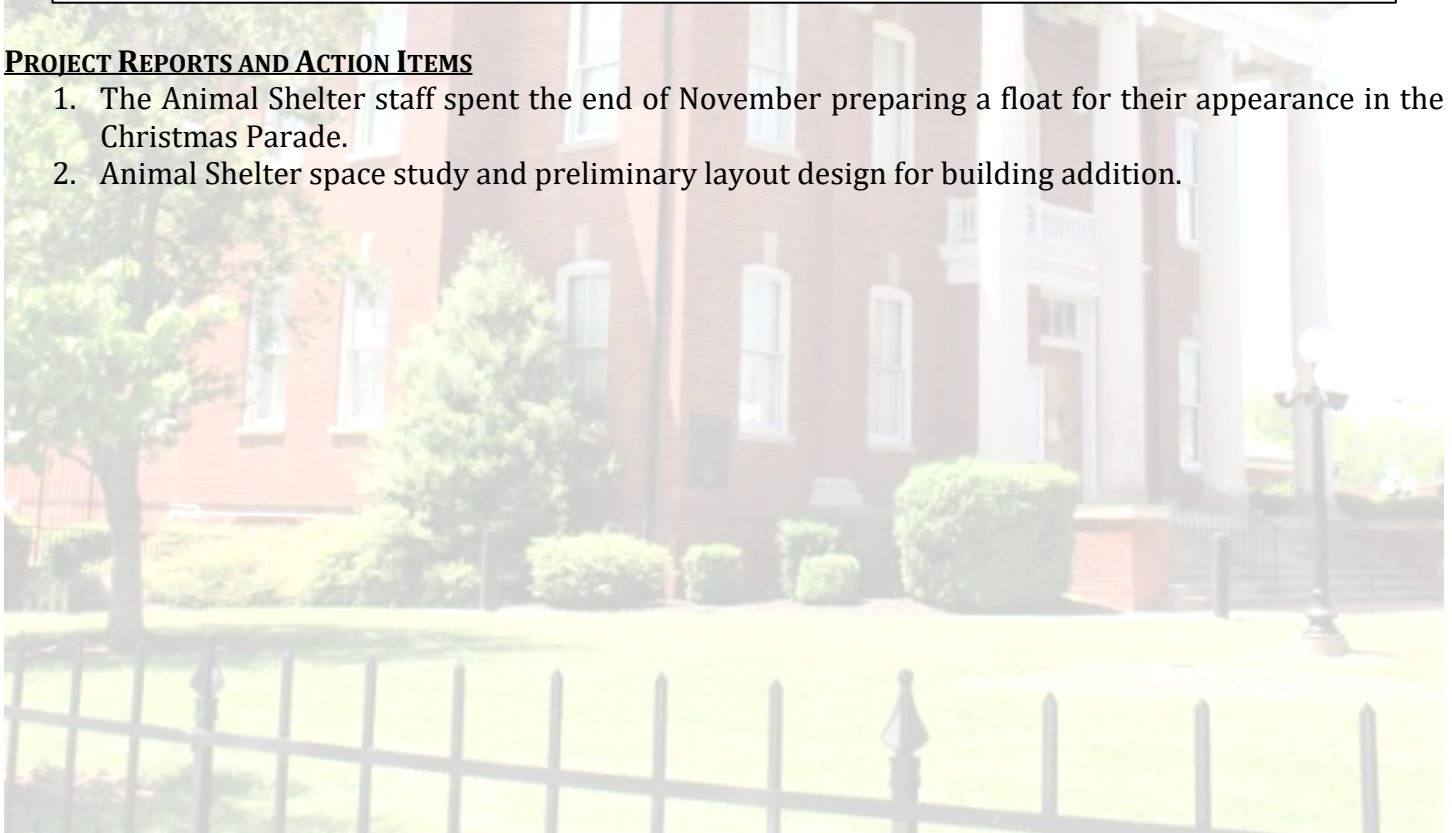 PROJECT REPORTS AND ACTION ITEMS
1. The Animal Shelter staff spent the end of November preparing a float for their appearance in the
Christmas Parade.
2. Animal Shelter space study and preliminary layout design for building addition.